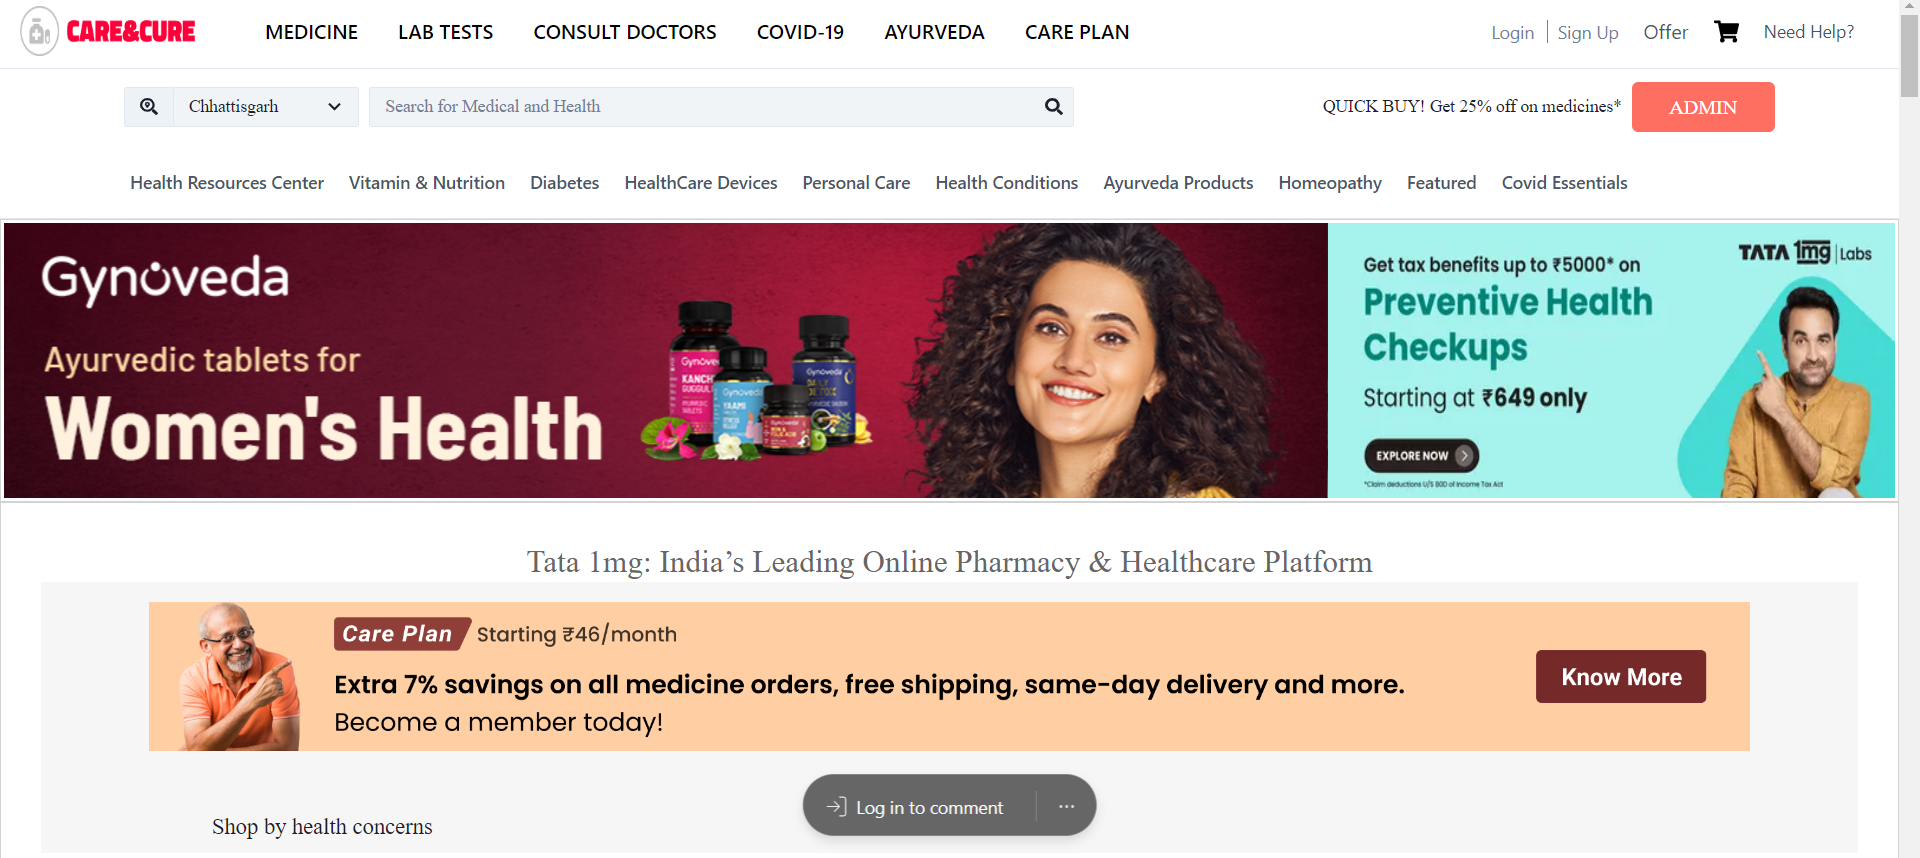 CARE&CURE
MEDICINE LAB TESTS CONSULT DOCTORS COVID-19 AYURVEDA CARE PLAN
Login Sign Up Offer Need Help?
Chhattisgarh
Search for Medical and Health
QUICK BUY! Get 25% off on medicines*
ADMIN
Health Resources Center Vitamin & Nutrition Diabetes HealthCare Devices Personal Care Health Conditions Ayurveda Products Homeopathy Featured Covid Essentials
Gynoveda
Ayurvedic tablets for
Women's Health
Gynoveda
Gynoveda
YAAMI
Gynoveda
TATA 1mg Labs
Get tax benefits up to ₹5000* on
Preventive Health
Checkups
Starting at ₹649 only
EXPLORE NOW
*Claim deductions U/S 80D of Income Tax Act
Tata 1mg: India’s Leading Online Pharmacy & Healthcare Platform
Care Plan Starting ₹46/month
Extra 7% savings on all medicine orders, free shipping, same-day delivery and more.
Become a member today!
Know More
Shop by health concerns
Log in to comment